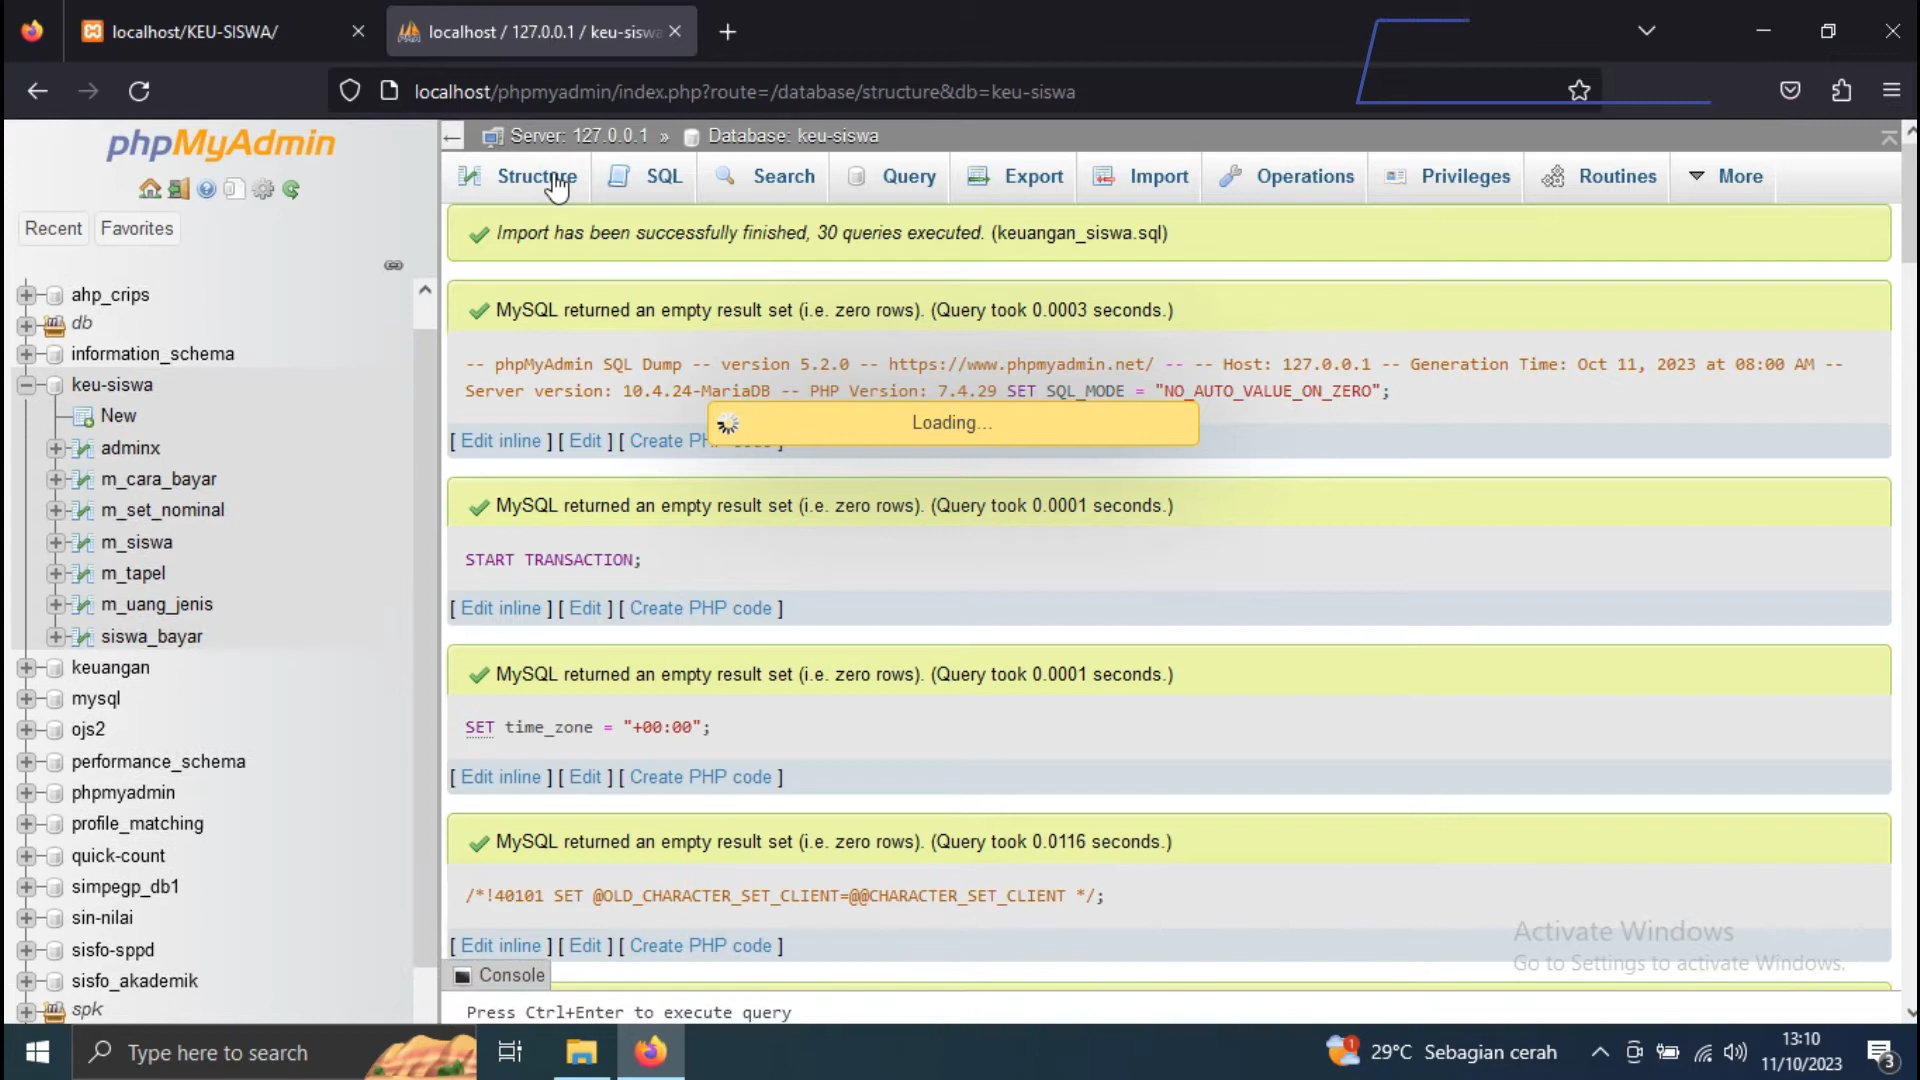 localhost/KEU-SISWA/
localhost / 127.0.0.1 / keu-siswa
localhost/phpmyadmin/index.php?route=/database/structure&db=keu-siswa
phpMyAdmin
Recent
Favorites
ahp_crips
db
information_schema
keu-siswa
New
adminx
m_cara_bayar
m_set_nominal
m_siswa
m_tapel
m_uang_jenis
siswa_bayar
keuangan
mysql
ojs2
performance_schema
phpmyadmin
profile_matching
quick-count
simpegp_db1
sin-nilai
sisfo-sppd
sisfo_akademik
spk
Server: 127.0.0.1 » Database: keu-siswa
Structure SQL Search Query Export Import Operations Privileges Routines More
Import has been successfully finished, 30 queries executed. (keuangan_siswa.sql)
MySQL returned an empty result set (i.e. zero rows). (Query took 0.0003 seconds.)
-- phpMyAdmin SQL Dump -- version 5.2.0 -- https://www.phpmyadmin.net/ -- -- Host: 127.0.0.1 -- Generation Time: Oct 11, 2023 at 08:00 AM --
Server version: 10.4.24-MariaDB -- PHP Version: 7.4.29 SET SQL_MODE = "NO_AUTO_VALUE_ON_ZERO";
Loading…
[ Edit inline ] [ Edit ] [ Create PHP code ]
MySQL returned an empty result set (i.e. zero rows). (Query took 0.0001 seconds.)
START TRANSACTION;
[ Edit inline ] [ Edit ] [ Create PHP code ]
MySQL returned an empty result set (i.e. zero rows). (Query took 0.0001 seconds.)
SET time_zone = "+00:00";
[ Edit inline ] [ Edit ] [ Create PHP code ]
MySQL returned an empty result set (i.e. zero rows). (Query took 0.0116 seconds.)
/*!40101 SET @OLD_CHARACTER_SET_CLIENT=@@CHARACTER_SET_CLIENT */;
[ Edit inline ] [ Edit ] [ Create PHP code ]
Console
Press Ctrl+Enter to execute query
Activate Windows
Go to Settings to activate Windows.
Type here to search
1
29°C Sebagian cerah
13:10
11/10/2023
3